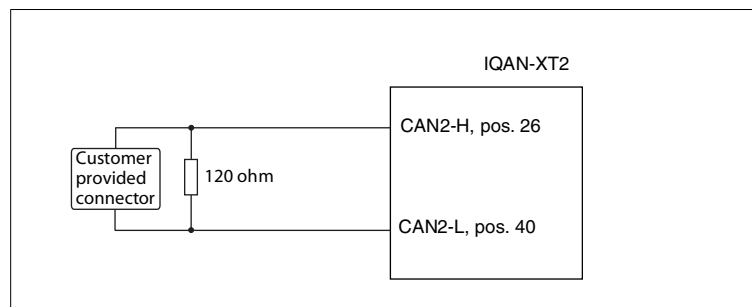 IQAN-XT2
CAN2-H, pos. 26
Customer
provided
connector
120 ohm
CAN2-L, pos. 40